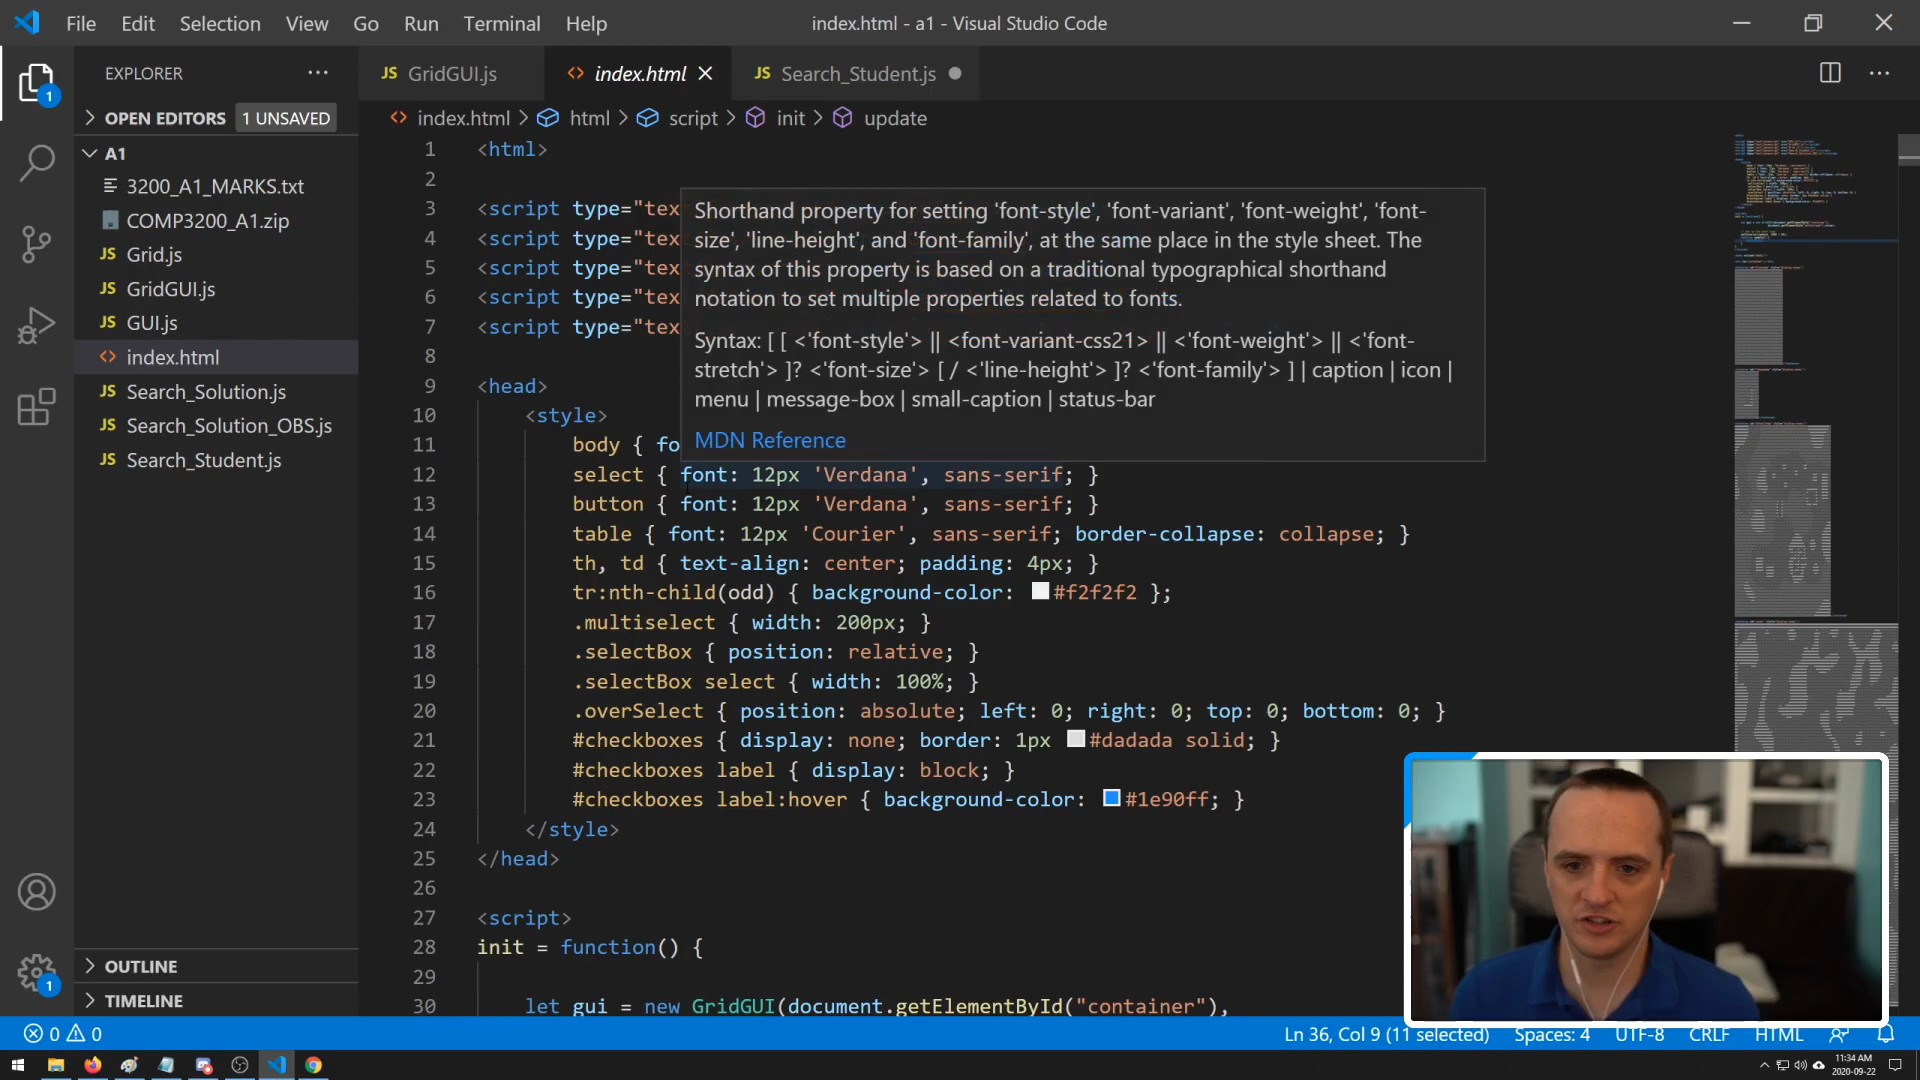 File Edit Selection View Go Run Terminal Help
index.html - a1 - Visual Studio Code
EXPLORER
JS GridGUI.js
<> index.html
JS Search_Student.js
OPEN EDITORS 1 UNSAVED
index.html > html > script > init > update
A1
3200_A1_MARKS.txt
COMP3200_A1.zip
JS Grid.js
JS GridGUI.js
JS GUI.js
<> index.html
JS Search_Solution.js
JS Search_Solution_OBS.js
JS Search_Student.js
OUTLINE
TIMELINE
1 <html>
2
3 <script type="tex
4 <script type="tex
5 <script type="tex
6 <script type="tex
7 <script type="tex
8
9 <head>
10 <style>
11 body { fo
12 select { font: 12px 'Verdana', sans-serif; }
13 button { font: 12px 'Verdana', sans-serif; }
14 table { font: 12px 'Courier', sans-serif; border-collapse: collapse; }
15 th, td { text-align: center; padding: 4px; }
16 tr:nth-child(odd) { background-color: #f2f2f2 };
17 .multiselect { width: 200px; }
18 .selectBox { position: relative; }
19 .selectBox select { width: 100%; }
20 .overSelect { position: absolute; left: 0; right: 0; top: 0; bottom: 0; }
21 #checkboxes { display: none; border: 1px #dadada solid; }
22 #checkboxes label { display: block; }
23 #checkboxes label:hover { background-color: #1e90ff; }
24 </style>
25 </head>
26
27 <script>
28 init = function() {
29
30 let gui = new GridGUI(document.getElementById("container"),
Shorthand property for setting 'font-style', 'font-variant', 'font-weight', 'font-
size', 'line-height', and 'font-family', at the same place in the style sheet. The
syntax of this property is based on a traditional typographical shorthand
notation to set multiple properties related to fonts.
Syntax: [ [ <'font-style'> || <font-variant-css21> || <'font-weight'> || <'font-
stretch'> ]? <'font-size'> [ / <'line-height'> ]? <'font-family'> ] | caption | icon |
menu | message-box | small-caption | status-bar
MDN Reference
1
1
0 0
Ln 36, Col 9 (11 selected) Spaces: 4 UTF-8 CRLF HTML
11:34 AM
2020-09-22